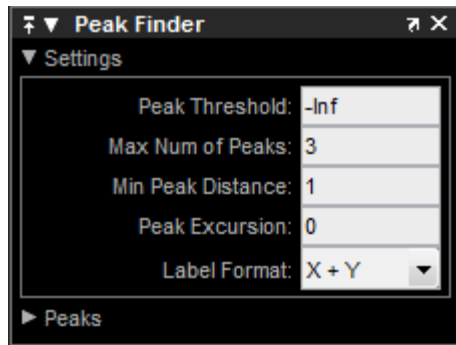 Peak Finder
Settings
Peak Threshold: -Inf
Max Num of Peaks: 3
Min Peak Distance: 1
Peak Excursion: 0
Label Format: X + Y
Peaks